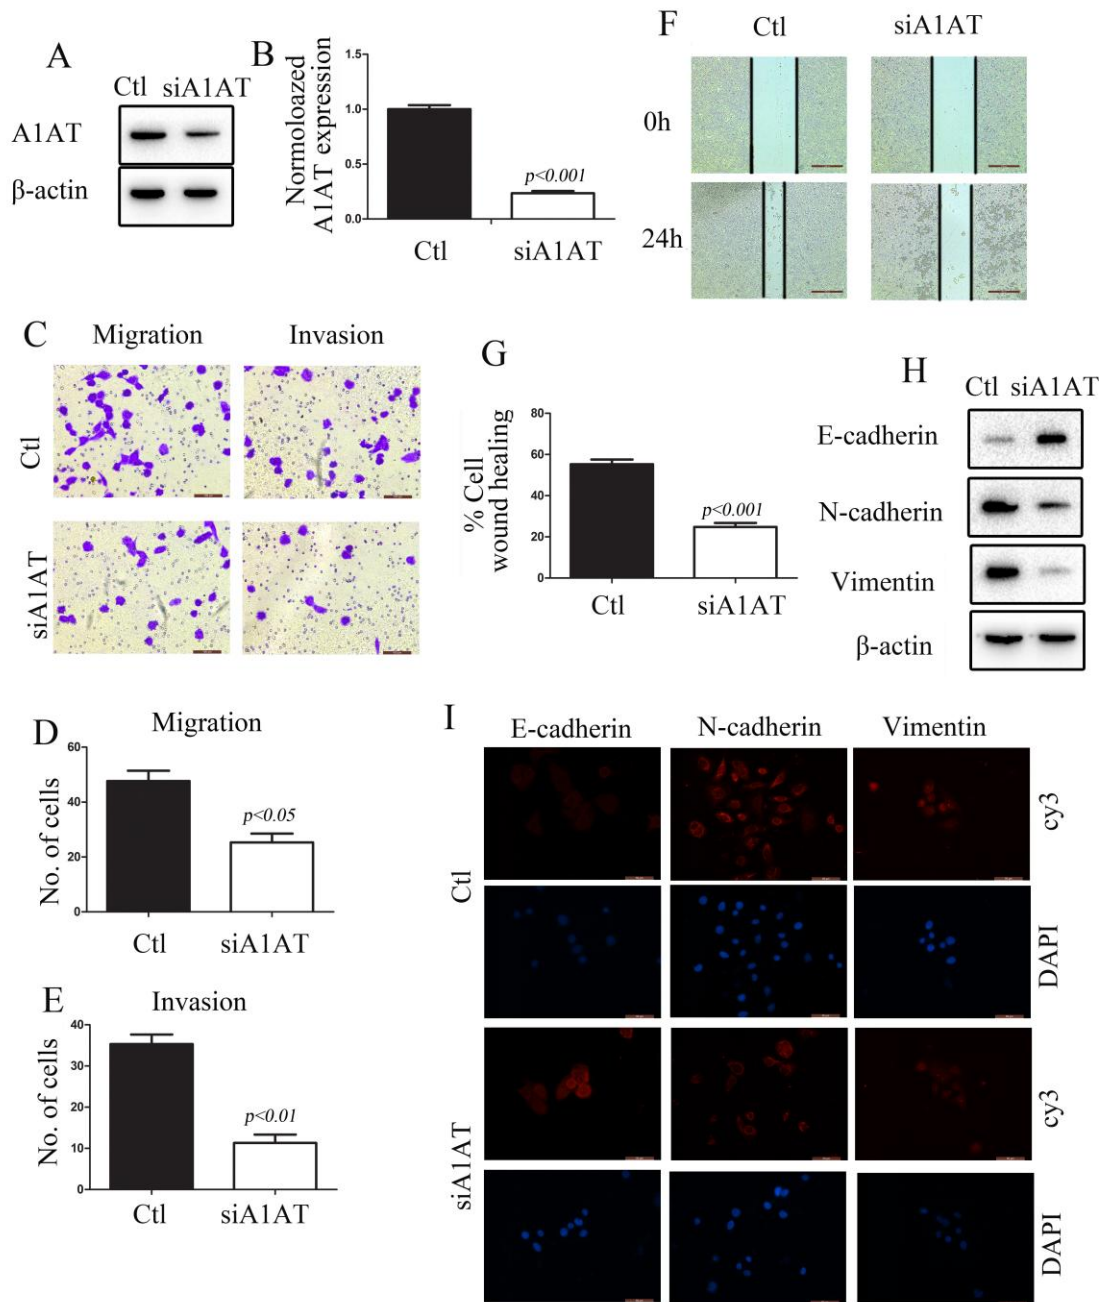 A
Ctl siA1AT
A1AT
β-actin
B
Normoloazed
A1AT expression
1.5
1.0
0.5
0.0
p<0.001
Ctl siA1AT
C
Migration Invasion
Ctl
siA1AT
D
Migration
No. of cells
60
40
20
0
p<0.05
Ctl siA1AT
E
Invasion
No. of cells
40
30
20
10
0
p<0.01
Ctl siA1AT
F
Ctl siA1AT
0h
24h
G
% Cell
wound healing
80
60
40
20
0
p<0.001
Ctl siA1AT
H
Ctl siA1AT
E-cadherin
N-cadherin
Vimentin
β-actin
I
E-cadherin N-cadherin Vimentin
Ctl
cy3
DAPI
siA1AT
cy3
DAPI